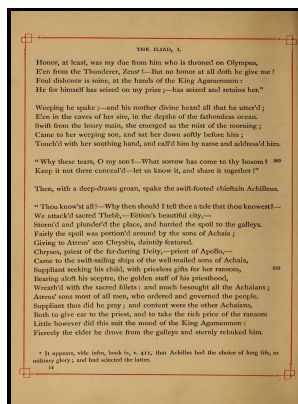 THE ILIAD, I.
Honor, at least, was my due from him who is throned on Olympus,
E'en from the Thunderer, Zeus*!—But no honor at all doth he give me!
Foul dishonor is mine, at the hands of the King Agamemnon:
He for himself has seized on my prize;—has seized and retains her."
Weeping he spake;—and his mother divine heard all that he utter'd;
E'en in the caves of her sire, in the depths of the fathomless ocean.
Swift from the hoary main, she emerged as the mist of the morning;
Came to her weeping son, and sat her down softly before him;
Touch'd with her soothing hand, and call'd him by name and address'd him.
"Why these tears, O my son?—What sorrow has come to thy bosom? 360
Keep it not there conceal'd—let us know it, and share it together!"
Then, with a deep-drawn groan, spake the swift-footed chieftain Achilleus.
"Thou know'st all!—Why then should I tell thee a tale that thou knowest?—
We attack'd sacred Thebè,—Eëtion's beautiful city,—
Storm'd and plunder'd the place, and hurried the spoil to the galleys.
Fairly the spoil was portion'd around by the sons of Achaia;
Giving to Atreus' son Chrysëis, daintily featured.
Chryses, priest of the far-darting Deity,—priest of Apollo,—
Came to the swift-sailing ships of the well-mailed sons of Achaia,
Suppliant seeking his child, with priceless gifts for her ransom, 370
Bearing aloft his sceptre, the golden staff of his priesthood,
Wreath'd with the sacred fillets: and much besought all the Achaians;
Atreus' sons most of all men, who ordered and governed the people.
Suppliant thus did he pray; and content were the other Achaians,
Both to give ear to the priest, and to take the rich price of the ransom
Little however did this suit the mood of the King Agamemnon:
Fiercely the elder he drove from the galleys and sternly rebuked him.
* It appears, vide infra, book ix, v. 411, that Achilles had the choice of long life, or
military glory; and had selected the latter.
14